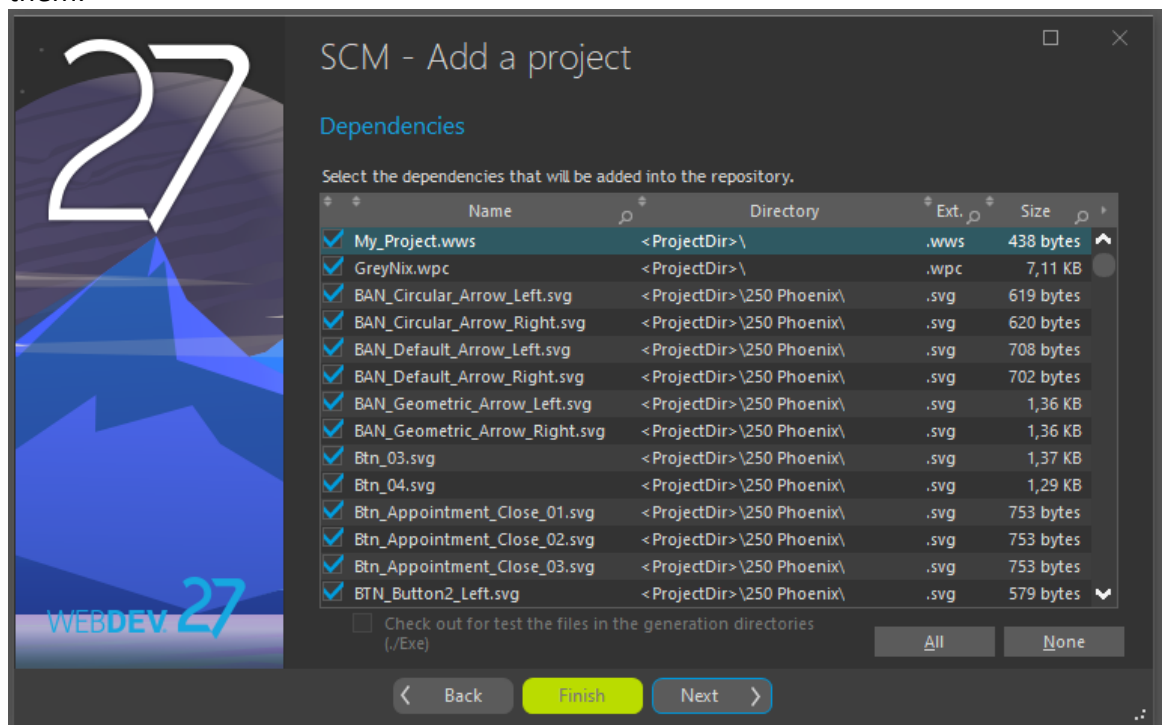 them.
27
SCM - Add a project
Dependencies
Select the dependencies that will be added into the repository.
Name Directory Ext. Size
My_Project.wws <ProjectDir>\ .wws 438 bytes
GreyNix.wpc <ProjectDir>\ .wpc 7,11 KB
BAN_Circular_Arrow_Left.svg <ProjectDir>\250 Phoenix\ .svg 619 bytes
BAN_Circular_Arrow_Right.svg <ProjectDir>\250 Phoenix\ .svg 620 bytes
BAN_Default_Arrow_Left.svg <ProjectDir>\250 Phoenix\ .svg 708 bytes
BAN_Default_Arrow_Right.svg <ProjectDir>\250 Phoenix\ .svg 702 bytes
BAN_Geometric_Arrow_Left.svg <ProjectDir>\250 Phoenix\ .svg 1,36 KB
BAN_Geometric_Arrow_Right.svg <ProjectDir>\250 Phoenix\ .svg 1,36 KB
Btn_03.svg <ProjectDir>\250 Phoenix\ .svg 1,37 KB
Btn_04.svg <ProjectDir>\250 Phoenix\ .svg 1,29 KB
Btn_Appointment_Close_01.svg <ProjectDir>\250 Phoenix\ .svg 753 bytes
Btn_Appointment_Close_02.svg <ProjectDir>\250 Phoenix\ .svg 753 bytes
Btn_Appointment_Close_03.svg <ProjectDir>\250 Phoenix\ .svg 753 bytes
BTN_Button2_Left.svg <ProjectDir>\250 Phoenix\ .svg 579 bytes
Check out for test the files in the generation directories
(./Exe)
All None
WEBDEV 27
Back Finish Next